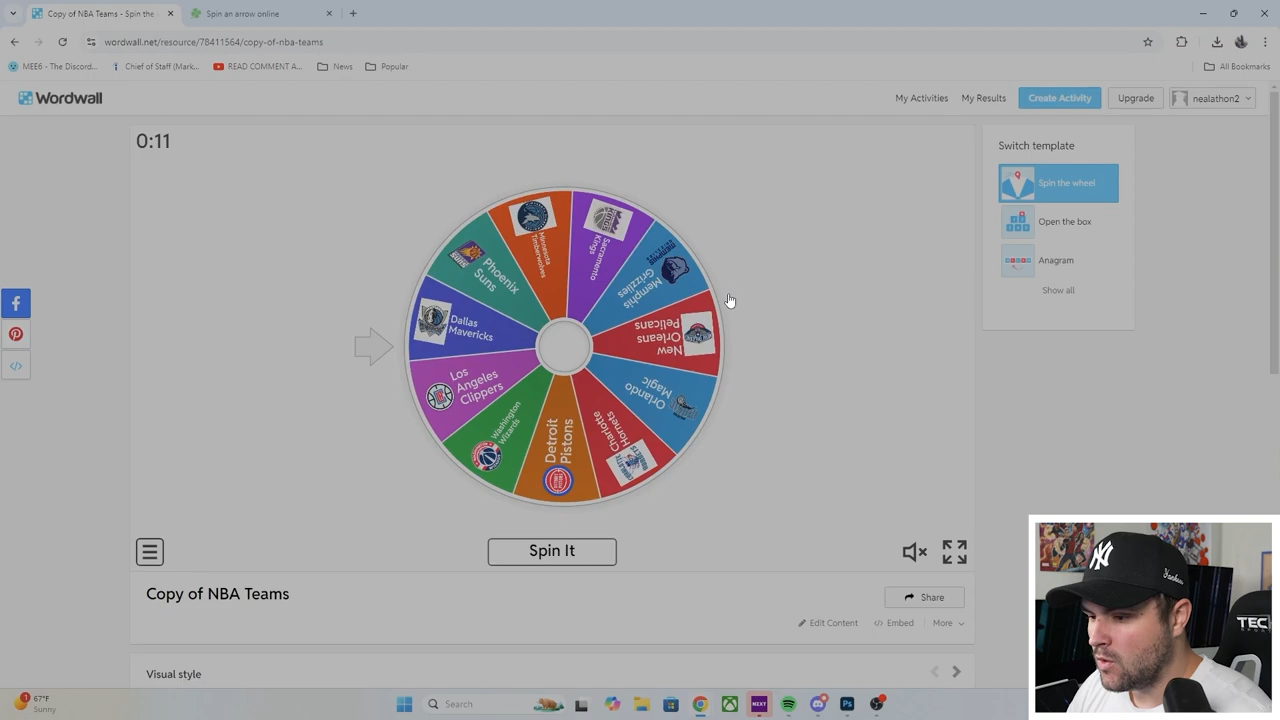 Copy of NBA Teams - Spin the
Spin an arrow online
wordwall.net/resource/78411564/copy-of-nba-teams
MEE6 - The Discord...
Chief of Staff (Mark...
READ COMMENT A...
News
Popular
All Bookmarks
Wordwall
My Activities
My Results
Create Activity
Upgrade
nealathon2
0:11
Switch template
Spin the wheel
Open the box
Anagram
Show all
Minnesota
Timberwolves
Sacramento
Kings
Memphis
Grizzlies
New
Orleans
Pelicans
Orlando
Magic
Charlotte
Hornets
Detroit
Pistons
Washington
Wizards
Los
Angeles
Clippers
Dallas
Mavericks
Phoenix
Suns
Spin It
Copy of NBA Teams
Share
Edit Content
Embed
More
Visual style
1
67°F
Sunny
Search
NEXT
Yankees
TEC